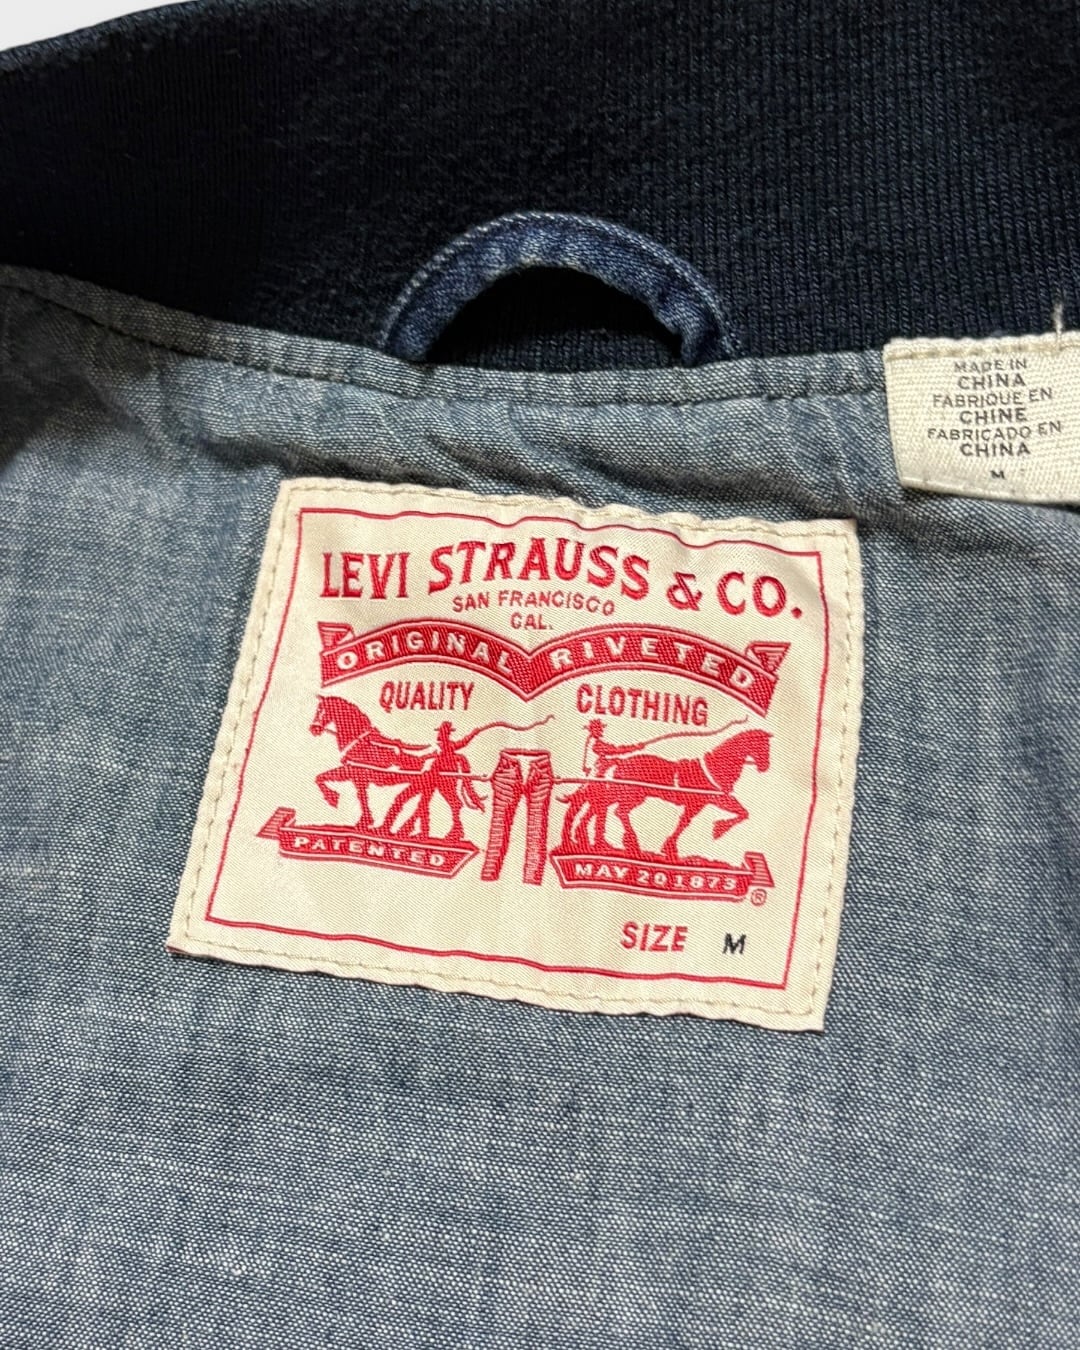 MADE IN
CHINA
FABRIQUE EN
CHINE
FABRICADO EN
CHINA
M
LEVI STRAUSS & CO.
SAN FRANCISCO
CAL.
ORIGINAL RIVETED
QUALITY CLOTHING
PATENTED MAY 20 1873 ®
SIZE M